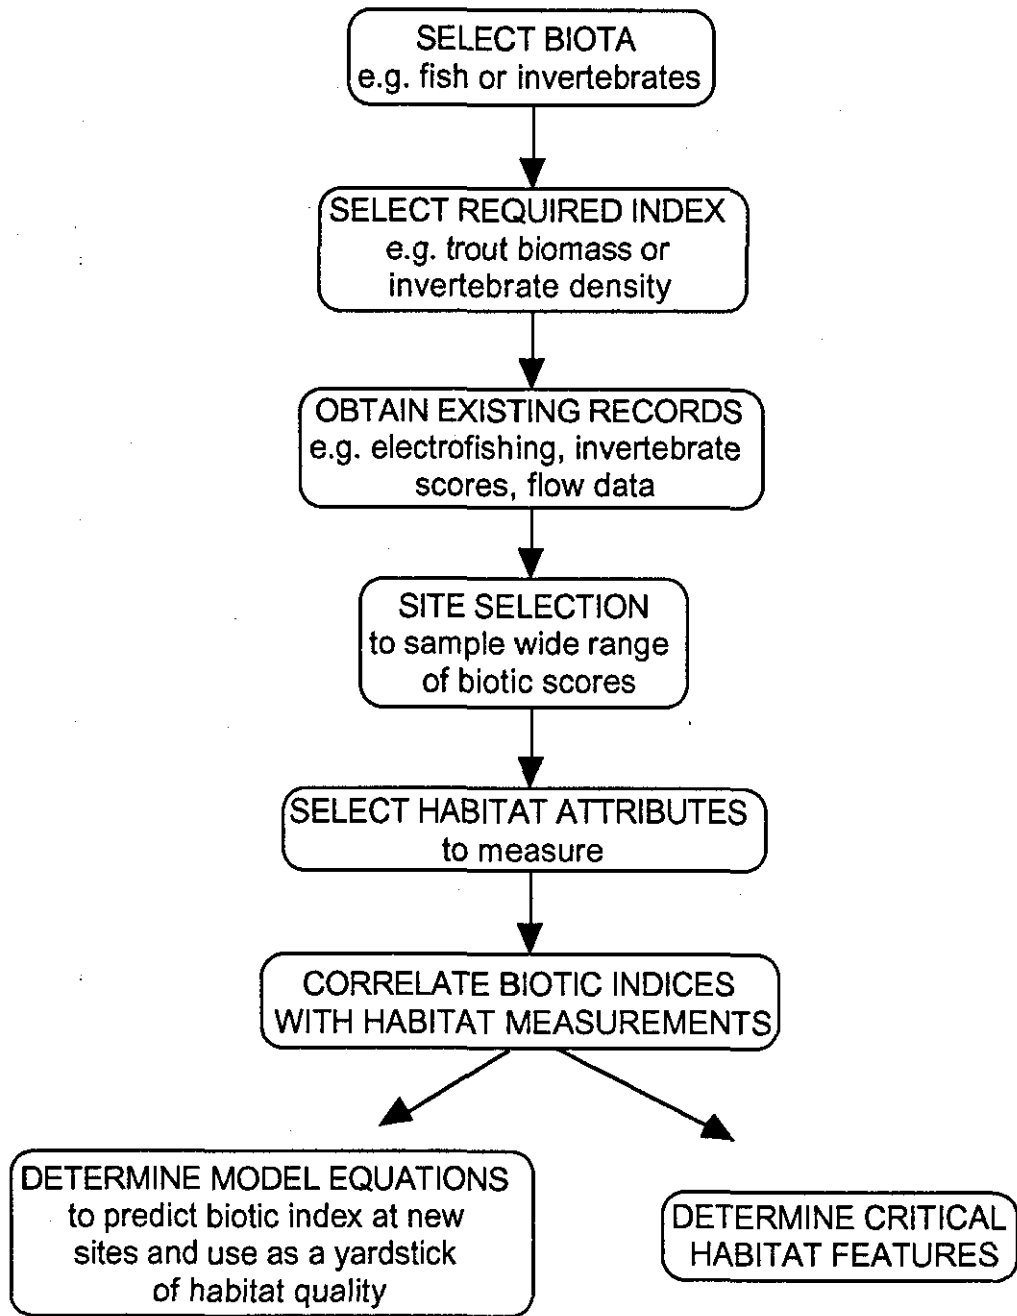 SELECT BIOTA
e.g. fish or invertebrates
SELECT REQUIRED INDEX
e.g. trout biomass or
invertebrate density
OBTAIN EXISTING RECORDS
e.g. electrofishing, invertebrate
scores, flow data
SITE SELECTION
to sample wide range
of biotic scores
SELECT HABITAT ATTRIBUTES
to measure
CORRELATE BIOTIC INDICES
WITH HABITAT MEASUREMENTS
DETERMINE MODEL EQUATIONS
to predict biotic index at new
sites and use as a yardstick
of habitat quality
DETERMINE CRITICAL
HABITAT FEATURES